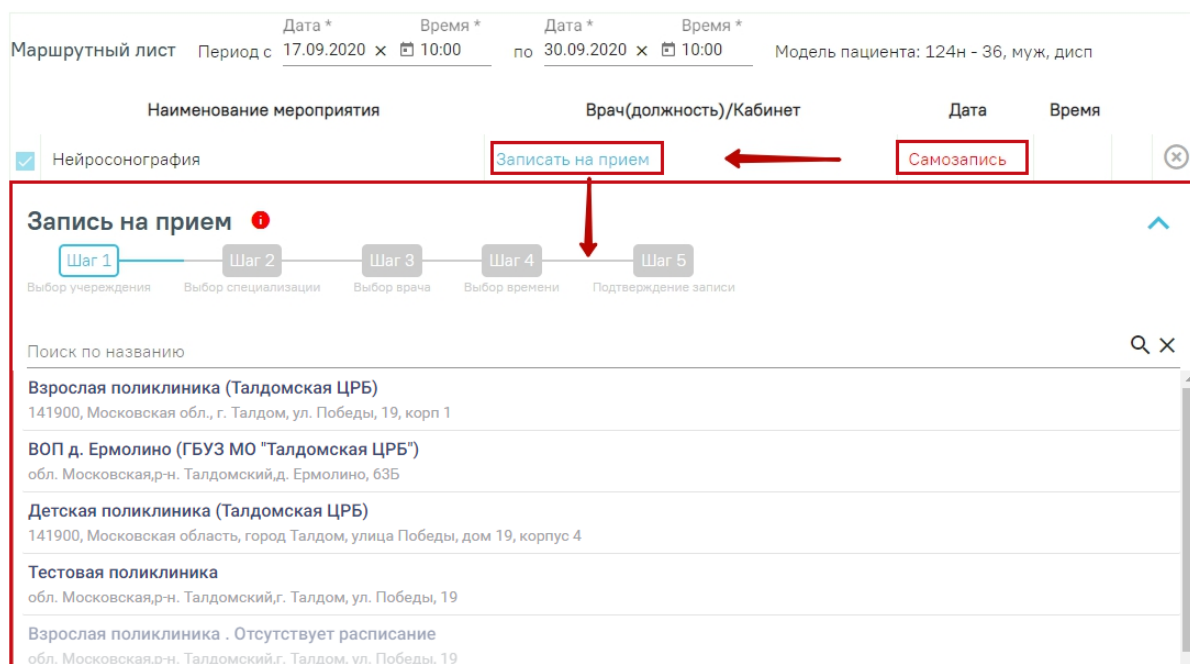 Дата * Время * Дата * Время *
Маршрутный лист Период с 17.09.2020 10:00 по 30.09.2020 10:00 Модель пациента: 124н - 36, муж, дисп
Наименование мероприятия Врач(должность)/Кабинет Дата Время
Нейросонография Записать на прием Самозапись
Запись на прием
Шаг 1 Шаг 2 Шаг 3 Шаг 4 Шаг 5
Выбор учереждения Выбор специализации Выбор врача Выбор времени Подтверждение записи
Поиск по названию
Взрослая поликлиника (Талдомская ЦРБ)
141900, Московская обл., г. Талдом, ул. Победы, 19, корп 1
ВОП д. Ермолино (ГБУЗ МО "Талдомская ЦРБ")
обл. Московская,р-н. Талдомский,д. Ермолино, 63Б
Детская поликлиника (Талдомская ЦРБ)
141900, Московская область, город Талдом, улица Победы, дом 19, корпус 4
Тестовая поликлиника
обл. Московская,р-н. Талдомский,г. Талдом, ул. Победы, 19
Взрослая поликлиника . Отсутствует расписание
обл. Московская,р-н. Талдомский,г. Талдом, ул. Победы, 19